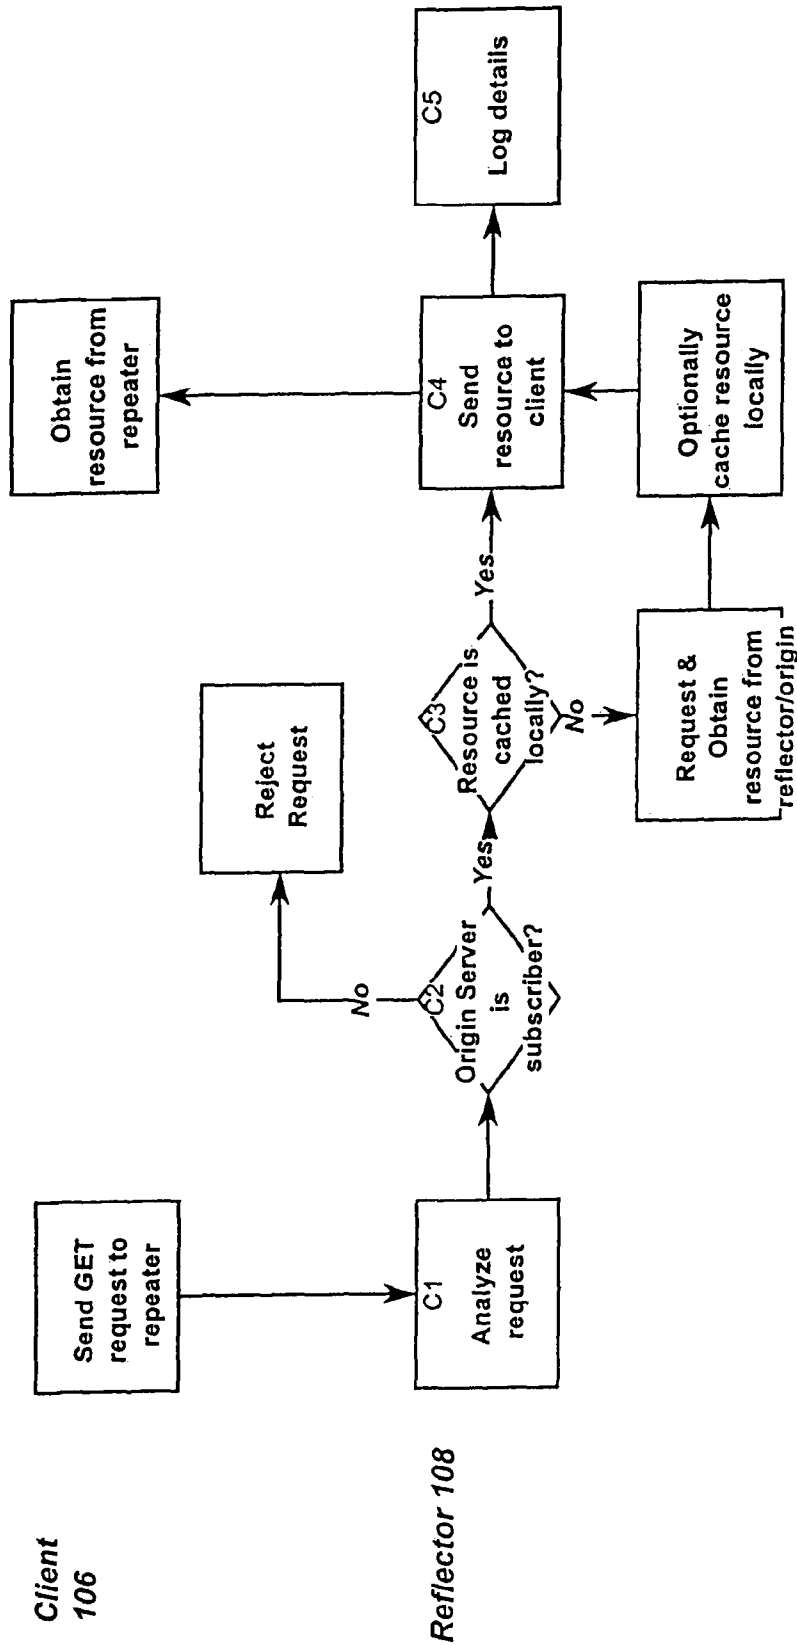 Client
106
Send GET
request to
repeater
Obtain
resource from
repeater
Reject
Request
No
Reflector 108
C1
Analyze
request
C2
Origin Server
is
subscriber?
Yes
C3
Resource is
cached
locally?
Yes
No
C4
Send
resource to
client
C5
Log details
Request &
Obtain
resource from
reflector/origin
Optionally
cache resource
locally